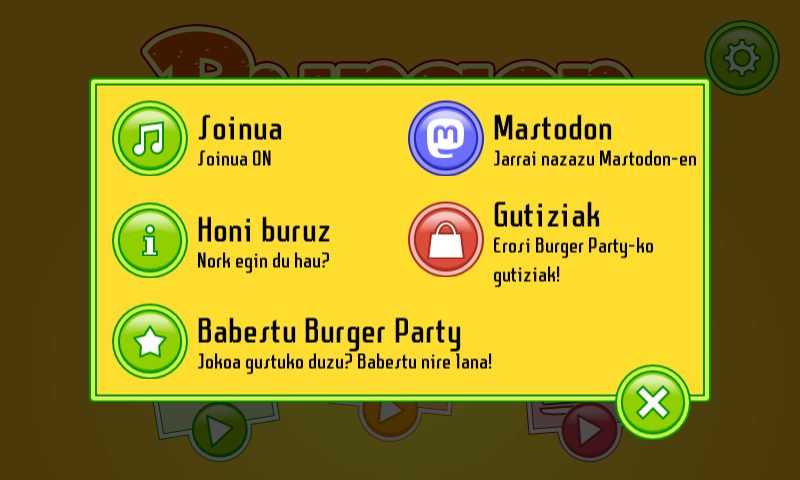 Soinua
Soinua ON
Mastodon
Jarrai nazazu Mastodon-en
Honi buruz
Nork egin du hau?
Gutiziak
Erosi Burger Party-ko
gutiziak!
Babestu Burger Party
Jokoa gustuko duzu? Babestu nire lana!